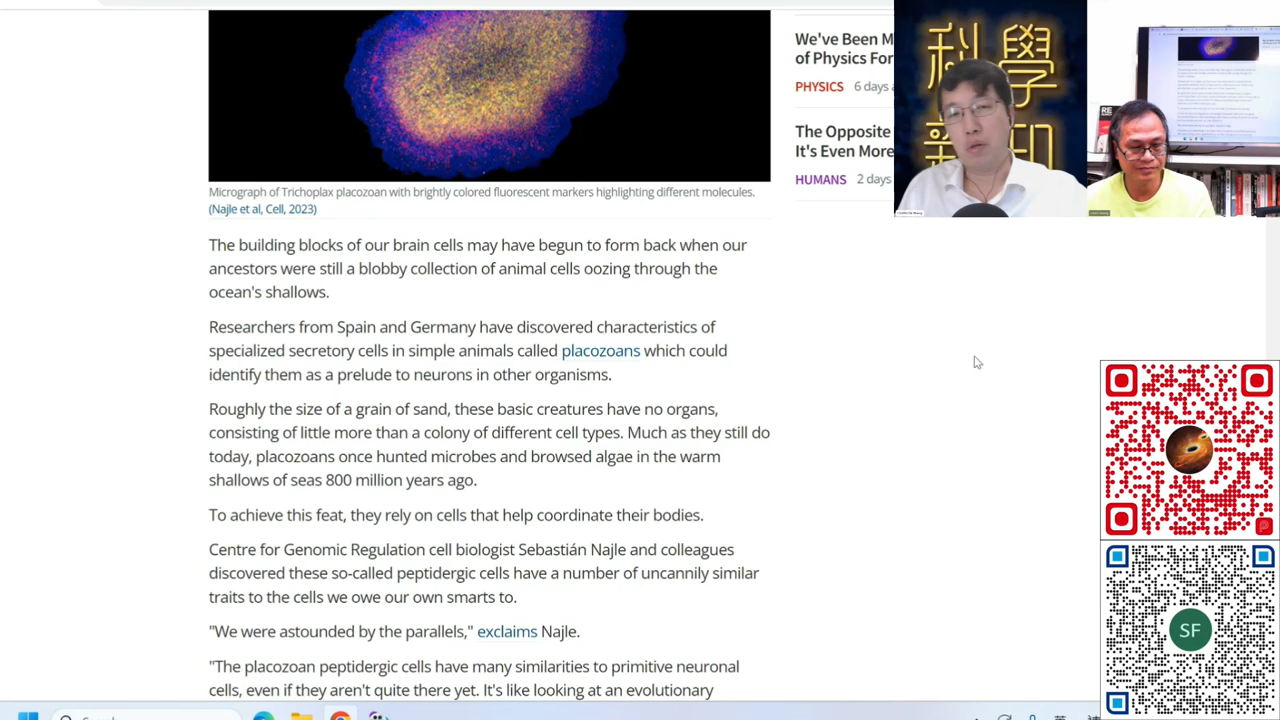 Micrograph of Trichoplax placozoan with brightly colored fluorescent markers highlighting different molecules.
(Najle et al, Cell, 2023)
The building blocks of our brain cells may have begun to form back when our
ancestors were still a blobby collection of animal cells oozing through the
ocean's shallows.
Researchers from Spain and Germany have discovered characteristics of
specialized secretory cells in simple animals called placozoans which could
identify them as a prelude to neurons in other organisms.
Roughly the size of a grain of sand, these basic creatures have no organs,
consisting of little more than a variety of different cell types. Much as they still do
today, placozoans once hunted microbes and browsed algae in the warm
shallows of seas 800 million years ago.
To achieve this feat, they rely on cells that help coordinate their bodies.
Centre for Genomic Regulation cell biologist Sebastián Najle and colleagues
discovered these so-called peptidergic cells have a number of uncannily similar
traits to the cells we owe our own smarts to.
"We were astounded by the parallels," exclaims Najle.
"The placozoan peptidergic cells have many similarities to primitive neuronal
cells, even if they aren't quite there yet. It's like looking at an evolutionary
We've Been M
of Physics For
PHYSICS 6 days
The Opposite
It's Even More
HUMANS 2 days
科學
SF